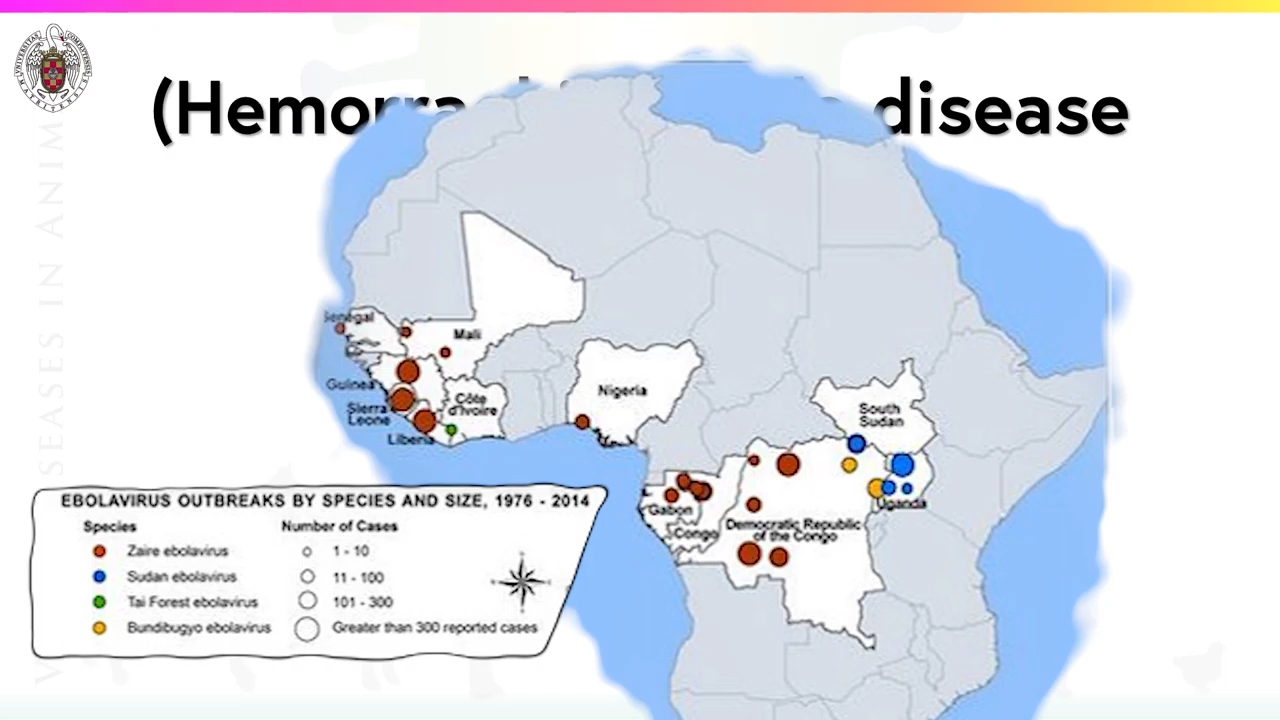 (Hemorra disease
Senegal
Mali
Guinea
Nigeria
Côte
d'Ivoire
Sierra
Leone
Liberia
South
Sudan
Uganda
Gabon
Congo
Democratic Republic
of the Congo
EBOLAVIRUS OUTBREAKS BY SPECIES AND SIZE, 1976 - 2014
Species
Number of Cases
Zaire ebolavirus
1 - 10
Sudan ebolavirus
11 - 100
Tai Forest ebolavirus
101 - 300
Bundibugyo ebolavirus
Greater than 300 reported cases